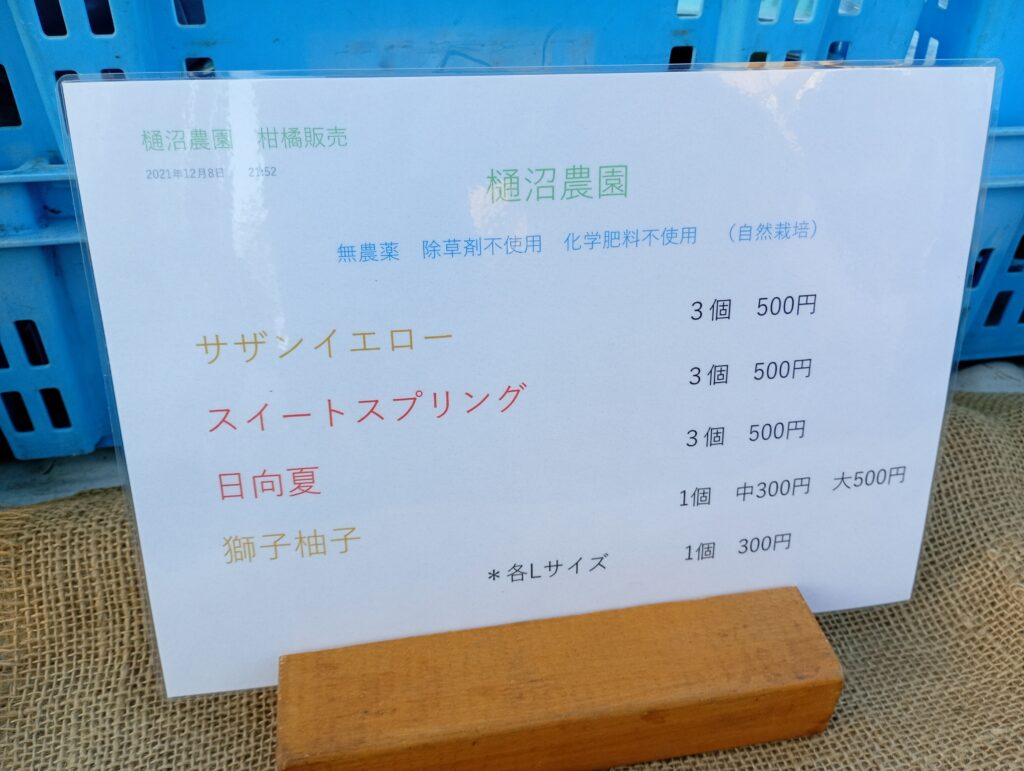 樋沼農園 柑橘販売
2021年12月8日 21:52
樋沼農園
無農薬 除草剤不使用 化学肥料不使用 （自然栽培）
サザンイエロー 3個 500円
スイートスプリング 3個 500円
日向夏 3個 500円
獅子柚子 1個 中300円 大500円
＊各Lサイズ 1個 300円